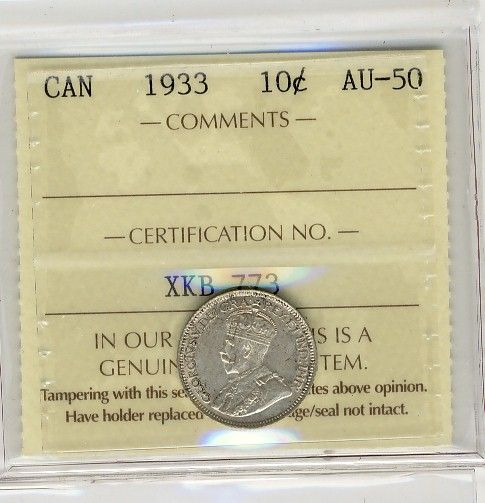 CAN 1933 10¢ AU-50
— COMMENTS —
— CERTIFICATION NO. —
XKB 773
IN OUR S IS A
GENUIN TEM.
Tampering with this se tes above opinion.
Have holder replaced ge/seal not intact.